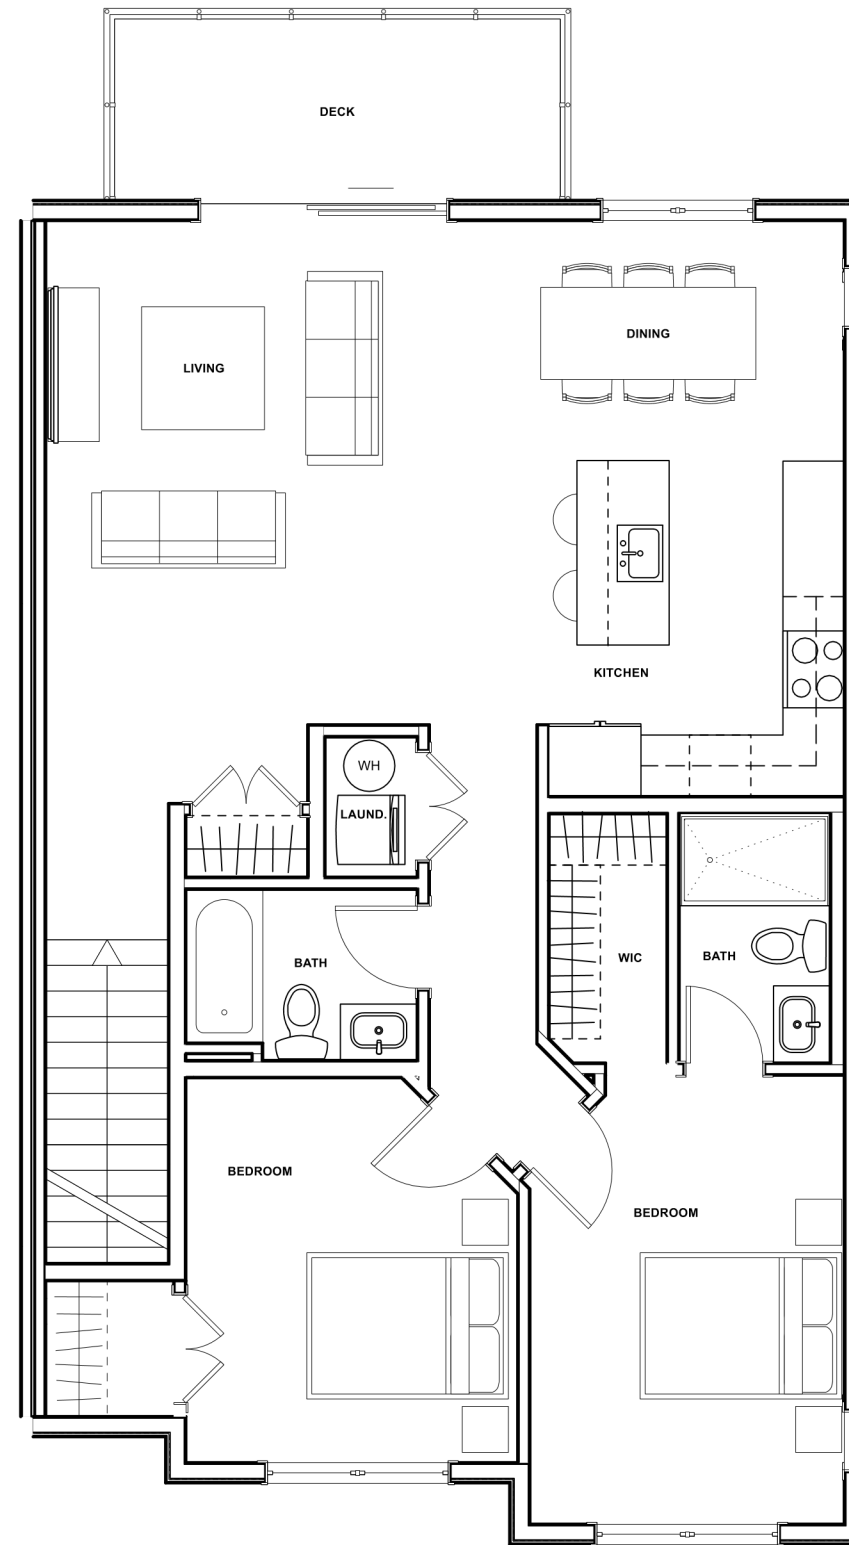 DECK
LIVING
DINING
KITCHEN
WH
LAUND.
BATH
WIC
BATH
BEDROOM
BEDROOM